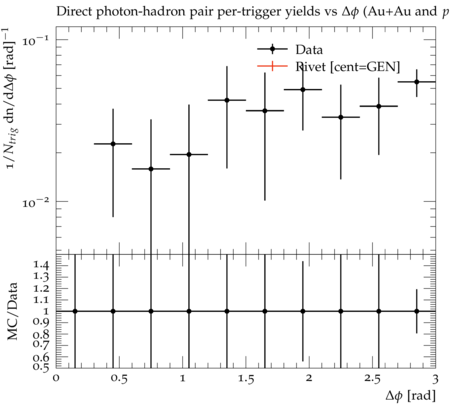 Direct photon-hadron pair per-trigger yields vs Δϕ (Au+Au and p
1/N_trig dn/dΔϕ [rad]⁻¹
10⁻¹
Data
Rivet [cent=GEN]
10⁻²
MC/Data
1.4
1.3
1.2
1.1
1
0.9
0.8
0.7
0.6
0.5
0 0.5 1 1.5 2 2.5 3
Δϕ [rad]